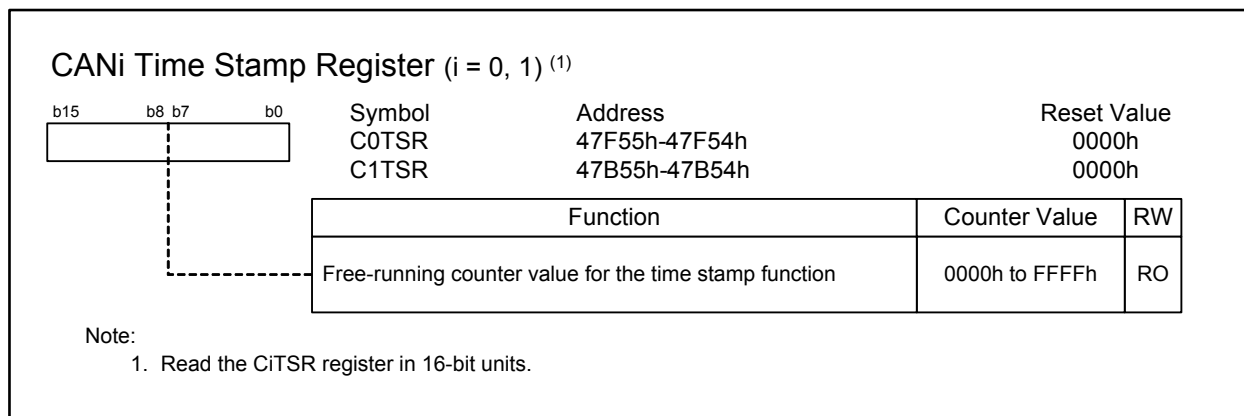 CANi Time Stamp Register (i = 0, 1) (1)
b15 b8 b7 b0
Symbol Address Reset Value
C0TSR 47F55h-47F54h 0000h
C1TSR 47B55h-47B54h 0000h
Function Counter Value RW
Free-running counter value for the time stamp function 0000h to FFFFh RO
Note:
1. Read the CiTSR register in 16-bit units.